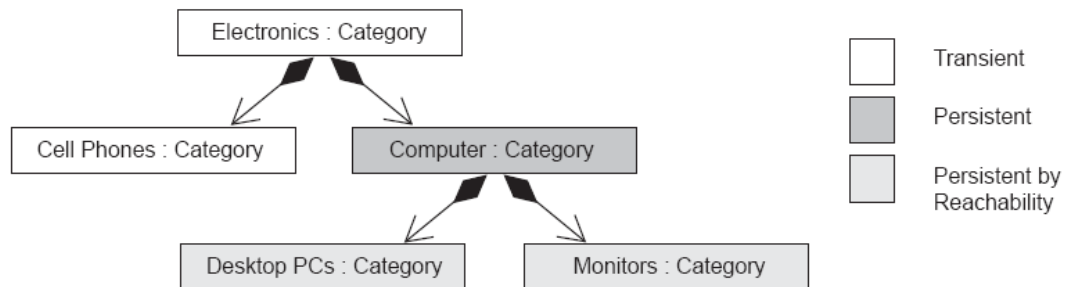 Electronics : Category
Transient
Persistent
Cell Phones : Category
Computer : Category
Persistent by
Reachability
Desktop PCs : Category
Monitors : Category